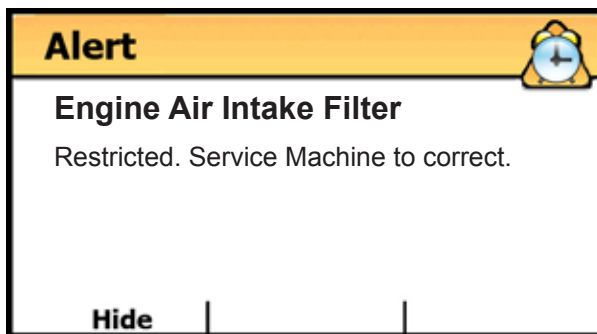 Alert
Engine Air Intake Filter
Restricted. Service Machine to correct.
Hide